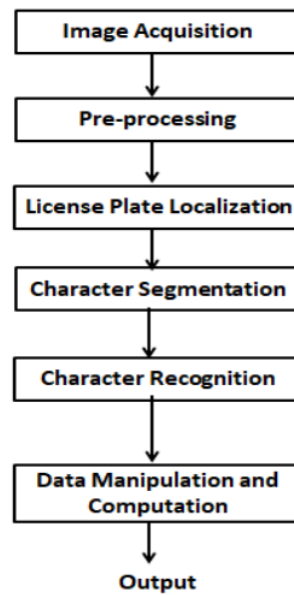 Image Acquisition
Pre-processing
License Plate Localization
Character Segmentation
Character Recognition
Data Manipulation and
Computation
Output